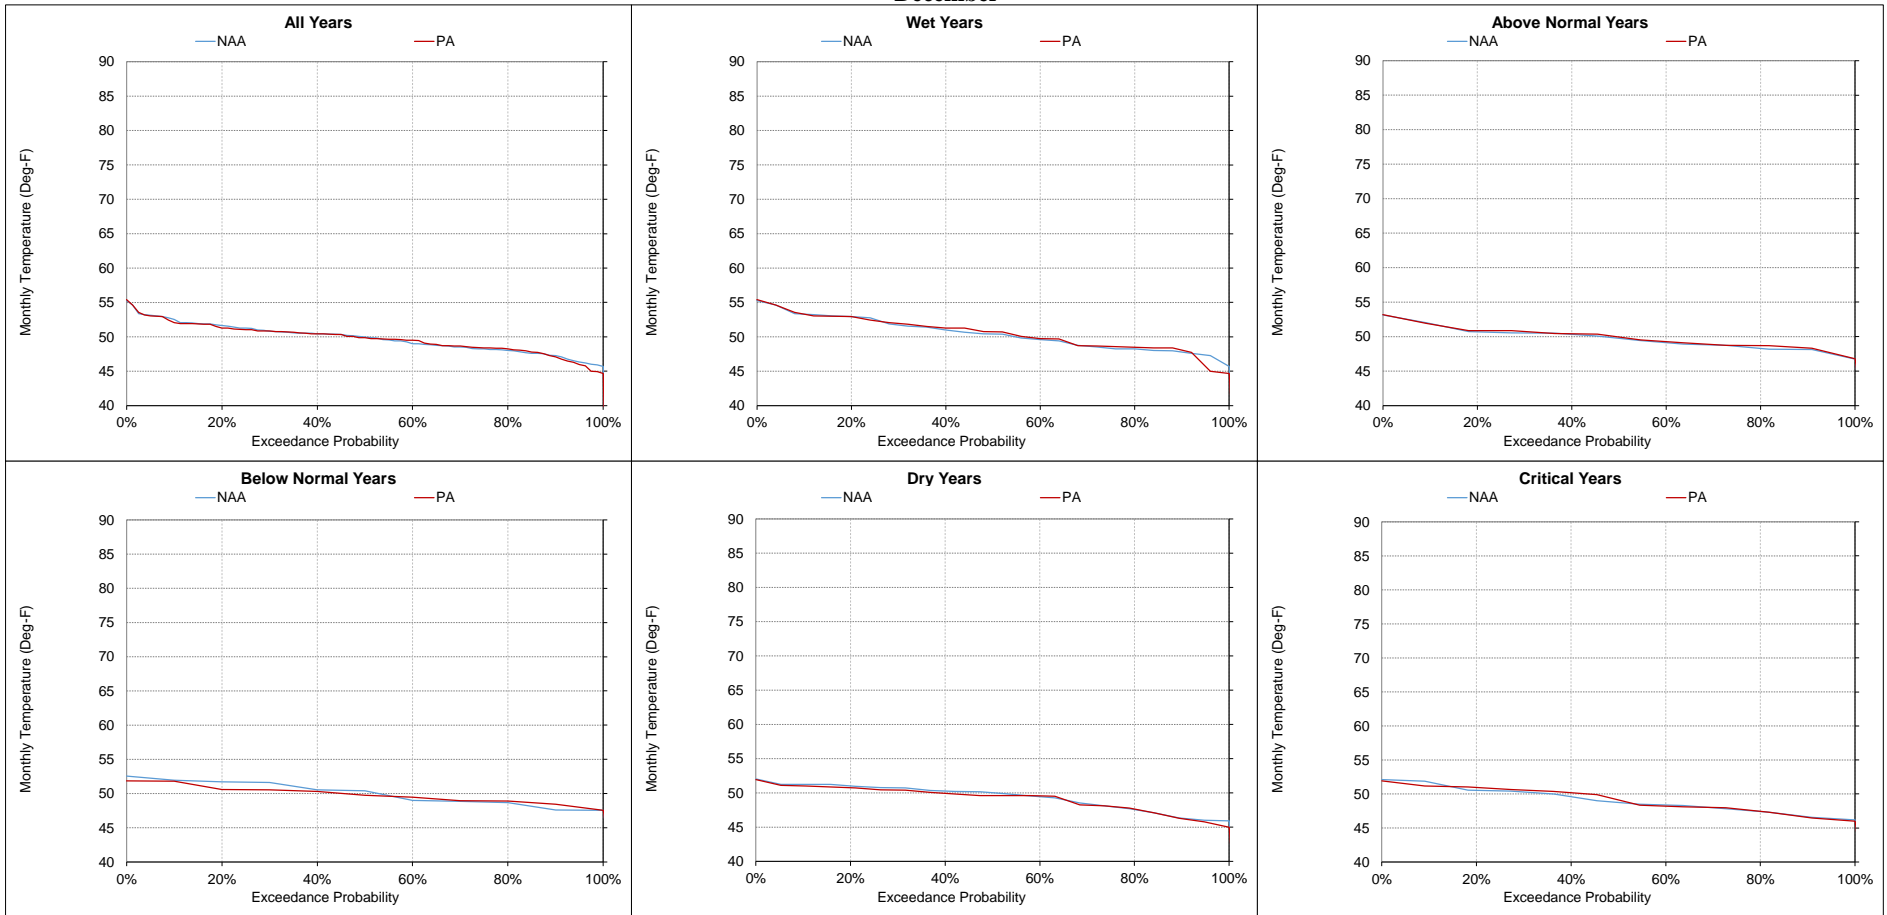 December
All Years
NAA PA
Monthly Temperature (Deg-F)
90
85
80
75
70
65
60
55
50
45
40
0% 20% 40% 60% 80% 100%
Exceedance Probability
Wet Years
NAA PA
Monthly Temperature (Deg-F)
90
85
80
75
70
65
60
55
50
45
40
0% 20% 40% 60% 80% 100%
Exceedance Probability
Above Normal Years
NAA PA
Monthly Temperature (Deg-F)
90
85
80
75
70
65
60
55
50
45
40
0% 20% 40% 60% 80% 100%
Exceedance Probability
Below Normal Years
NAA PA
Monthly Temperature (Deg-F)
90
85
80
75
70
65
60
55
50
45
40
0% 20% 40% 60% 80% 100%
Exceedance Probability
Dry Years
NAA PA
Monthly Temperature (Deg-F)
90
85
80
75
70
65
60
55
50
45
40
0% 20% 40% 60% 80% 100%
Exceedance Probability
Critical Years
NAA PA
Monthly Temperature (Deg-F)
90
85
80
75
70
65
60
55
50
45
40
0% 20% 40% 60% 80% 100%
Exceedance Probability